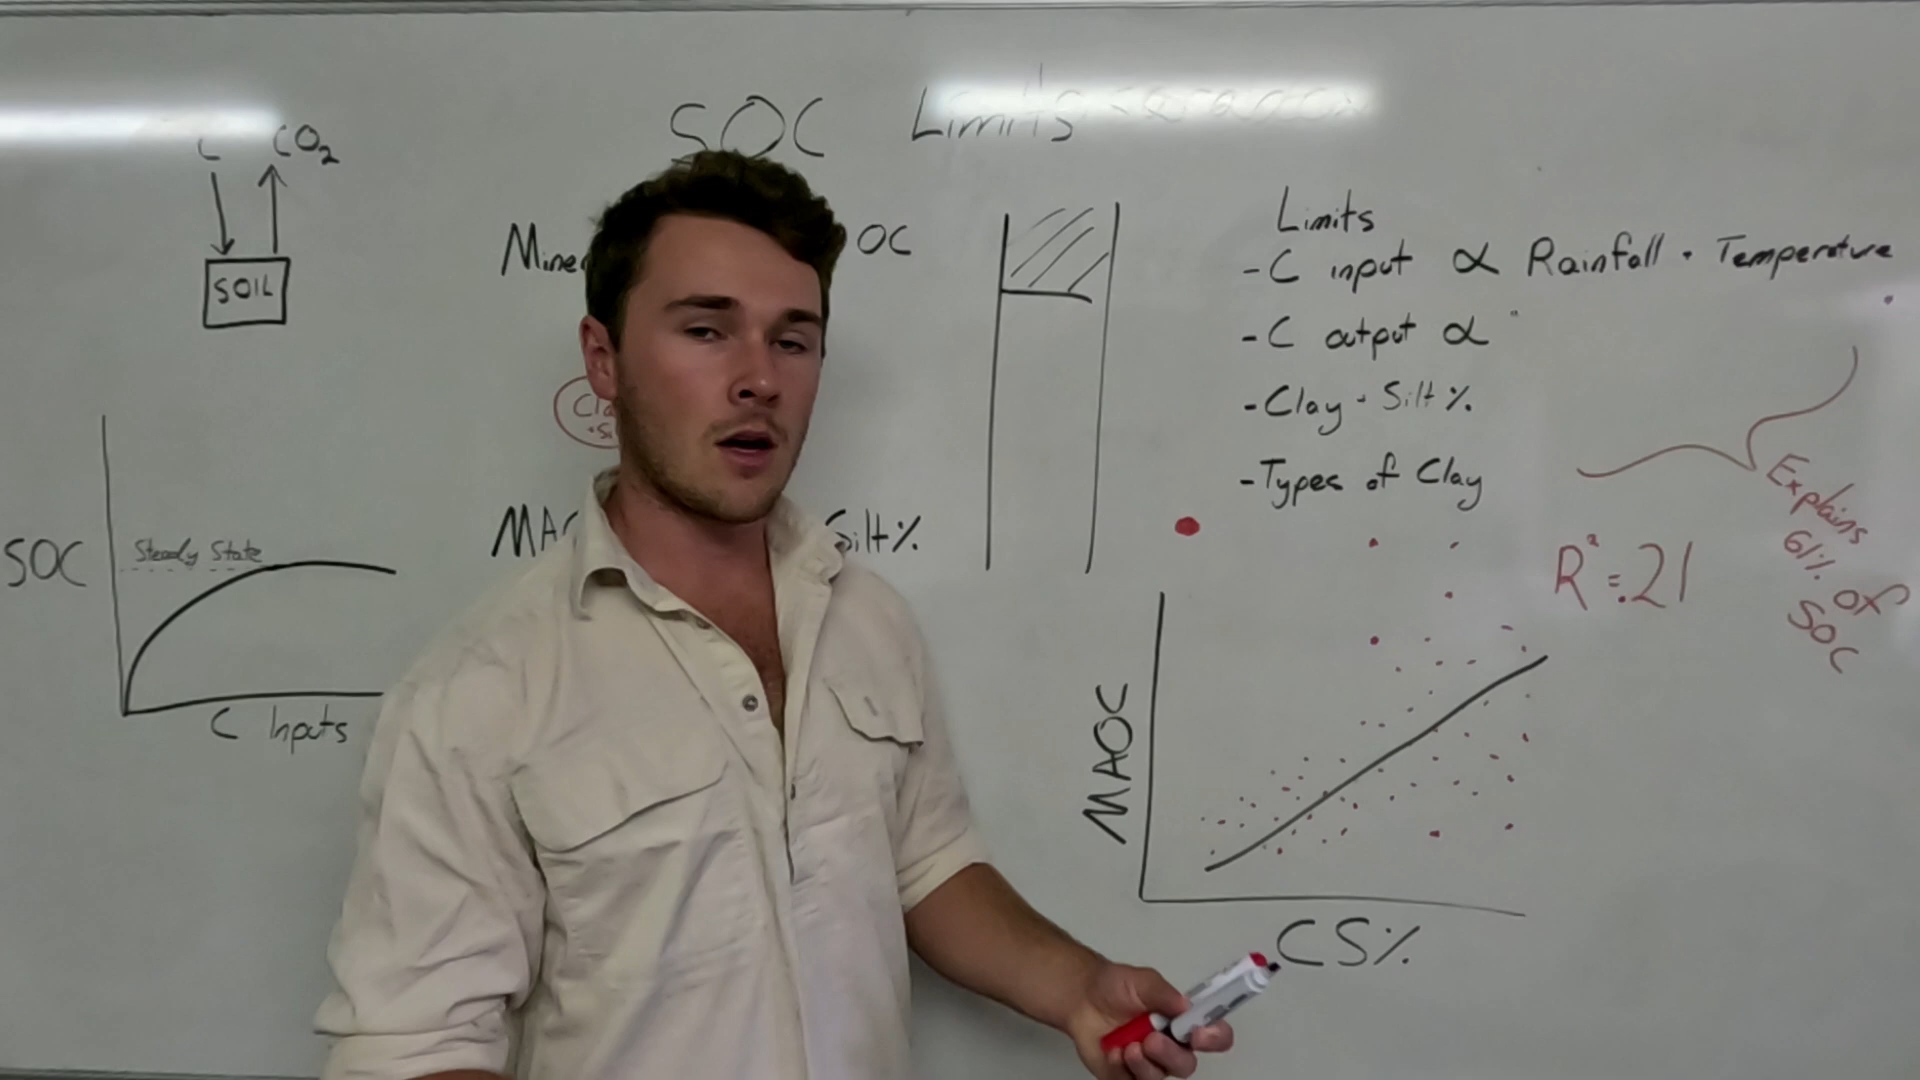 SOC Limits
C CO2
SOIL
Mine
OC
Limits
- C input ∝ Rainfall · Temperature
- C output ∝ "
- Clay · Silt %
- Types of Clay
Cla
MAO
Silt %
SOC
Steady State
C Inputs
R² = .21
Explains
61% of
SOC
MAOC
CS%